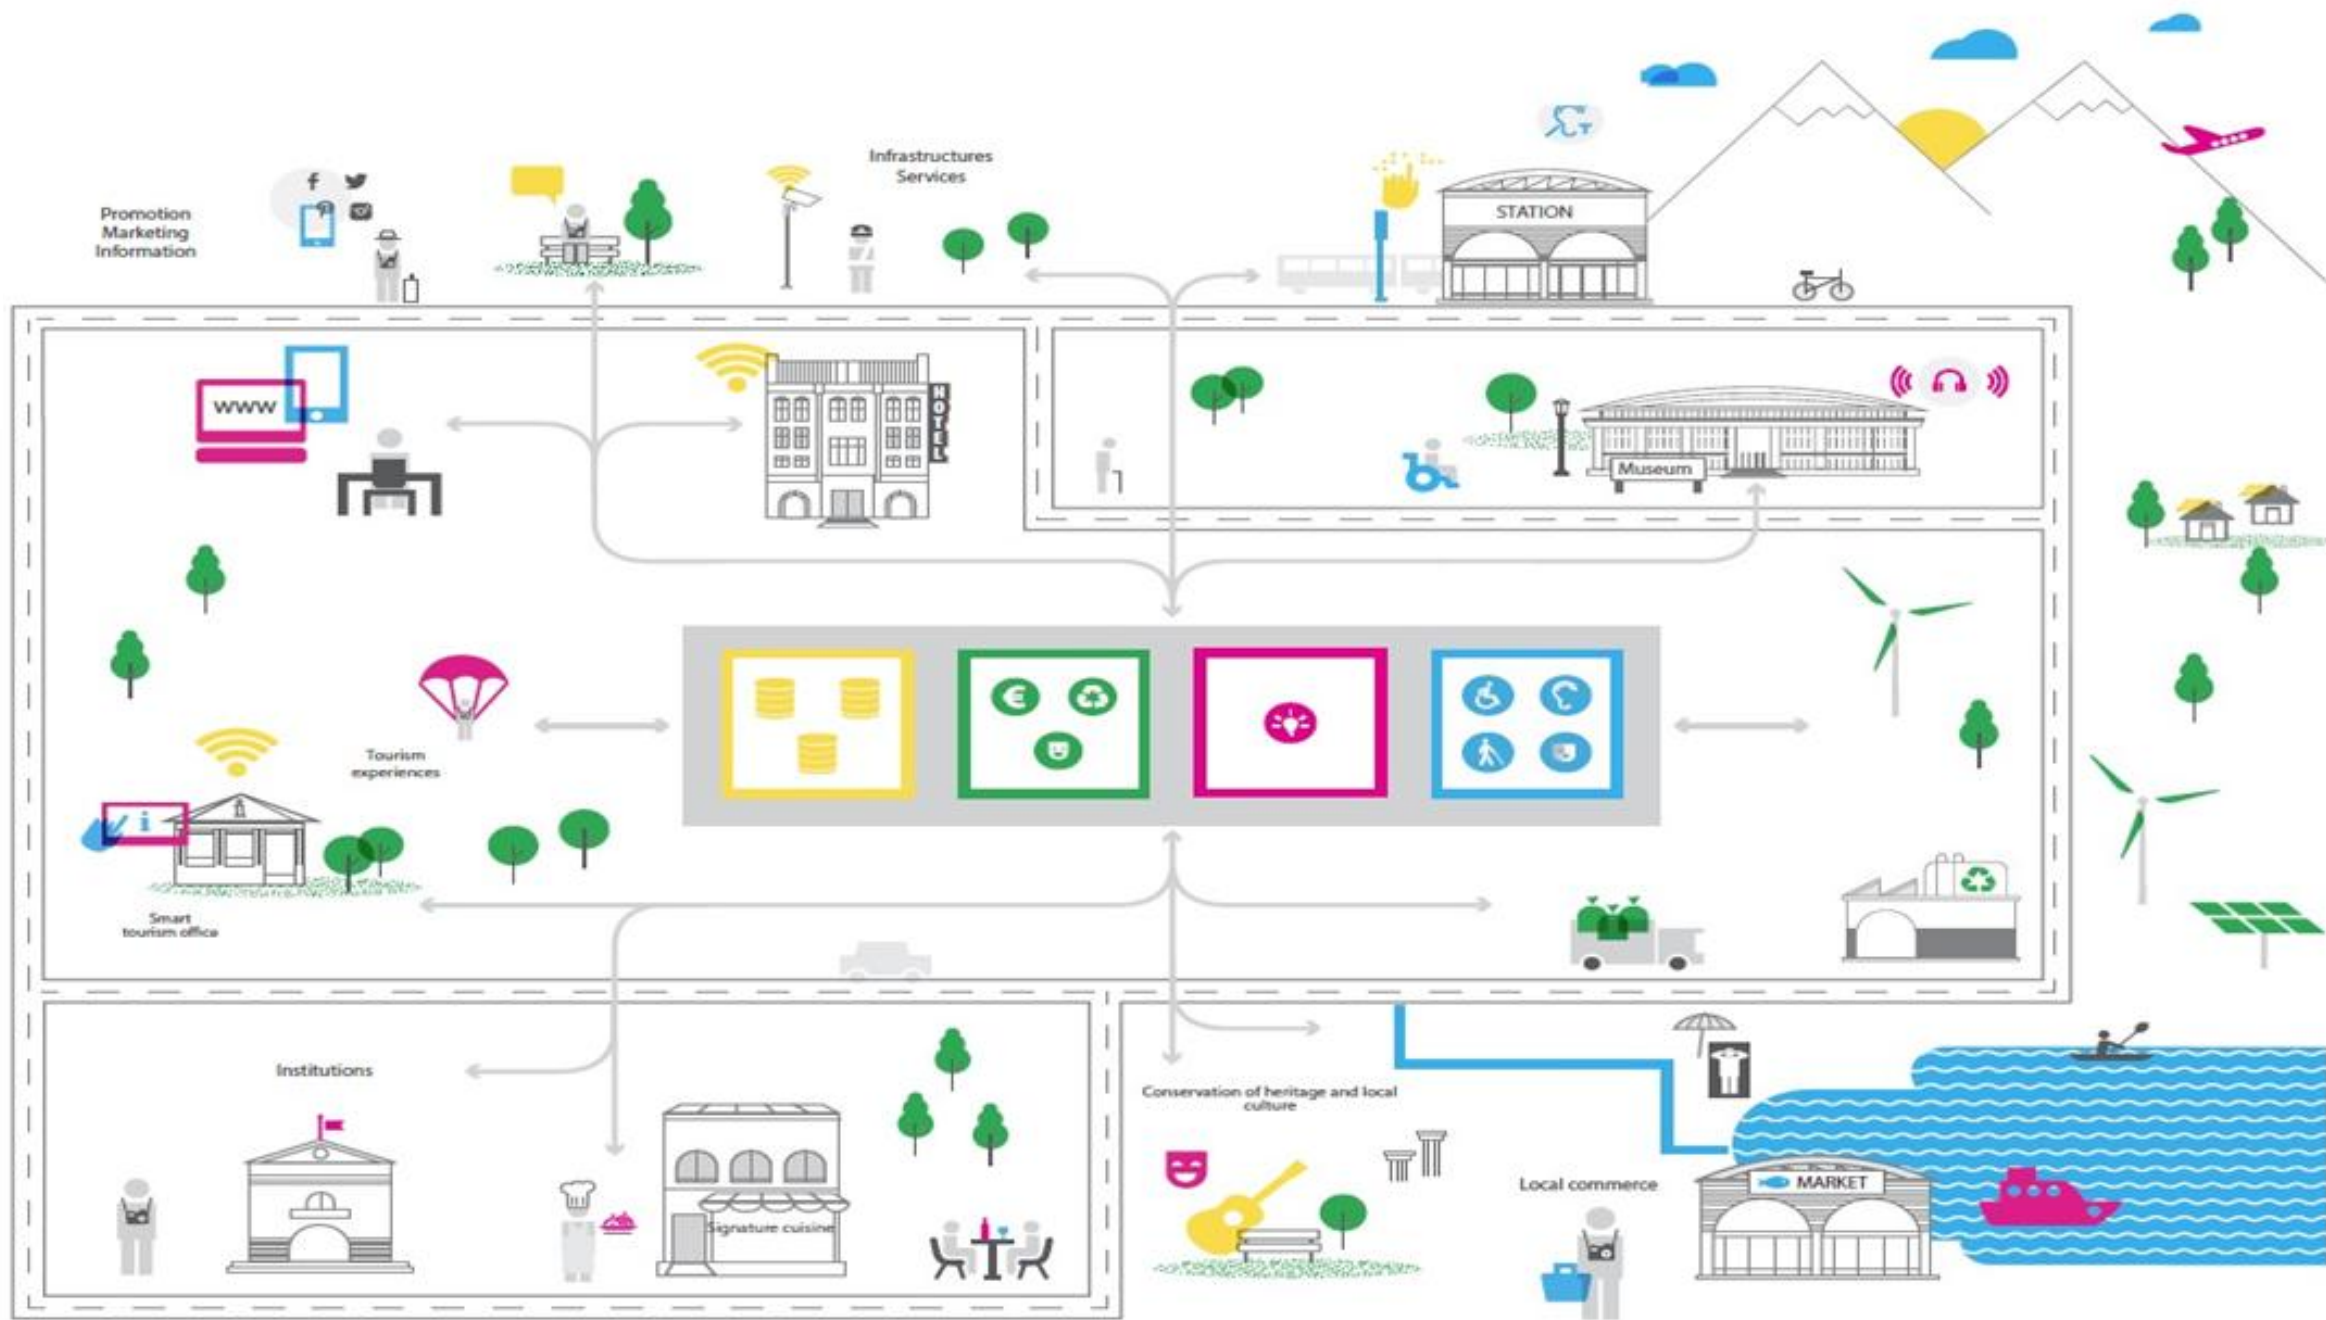 Infrastructures
Services
Promotion
Marketing
Information
STATION
WWW
HOTEL
Museum
Tourism
experiences
i
i
Smart
tourism office
Institutions
Conservation of heritage and local
culture
Local commerce
MARKET
Signature cuisine